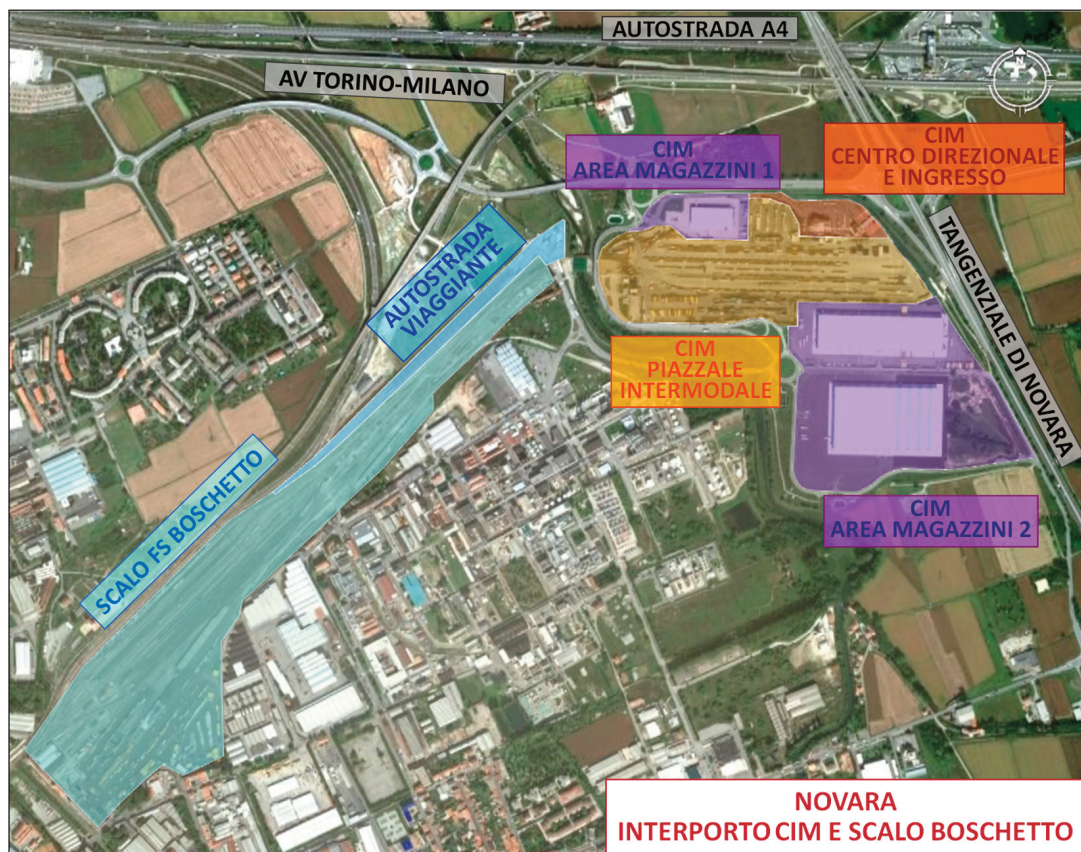 AUTOSTRADA A4
AV TORINO-MILANO
N
CIM
AREA MAGAZZINI 1
CIM
CENTRO DIREZIONALE
E INGRESSO
AUTOSTRADA
VIAGGIANTE
TANGENZIALE DI NOVARA
CIM
PIAZZALE
INTERMODALE
SCALO FS BOSCHETTO
CIM
AREA MAGAZZINI 2
NOVARA
INTERPORTO CIM E SCALO BOSCHETTO